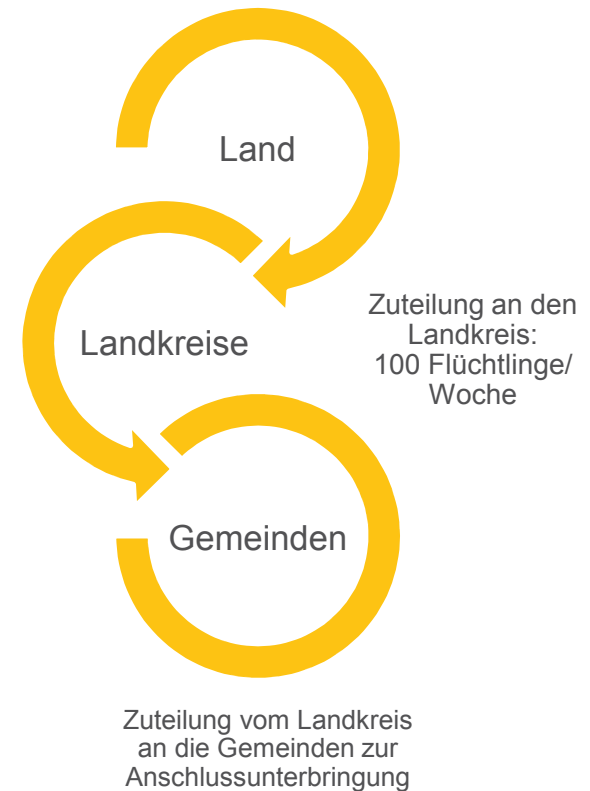 Land
Zuteilung an den
Landkreis:
100 Flüchtlinge/
Woche
Landkreise
Gemeinden
Zuteilung vom Landkreis
an die Gemeinden zur
Anschlussunterbringung